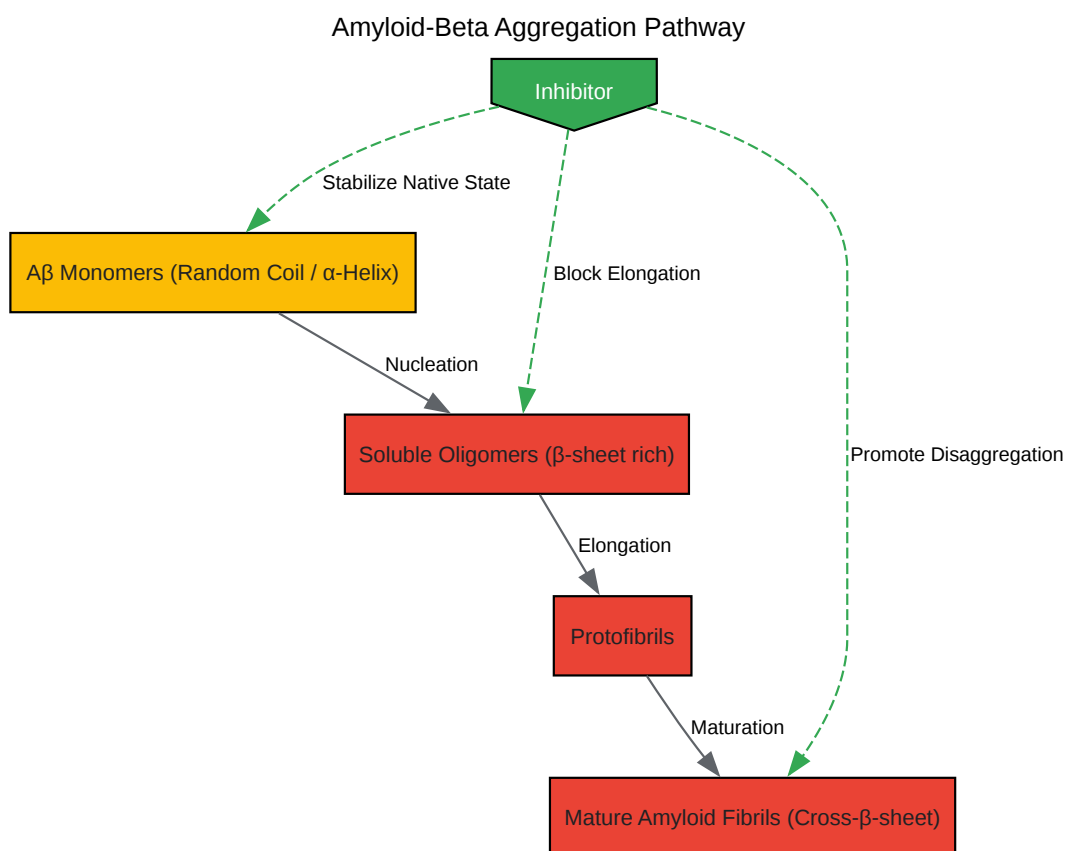 Amyloid-Beta Aggregation Pathway
Inhibitor
Stabilize Native State
Aβ Monomers (Random Coil / α-Helix)
Block Elongation
Nucleation
Soluble Oligomers (β-sheet rich)
Promote Disaggregation
Elongation
Protofibrils
Maturation
Mature Amyloid Fibrils (Cross-β-sheet)